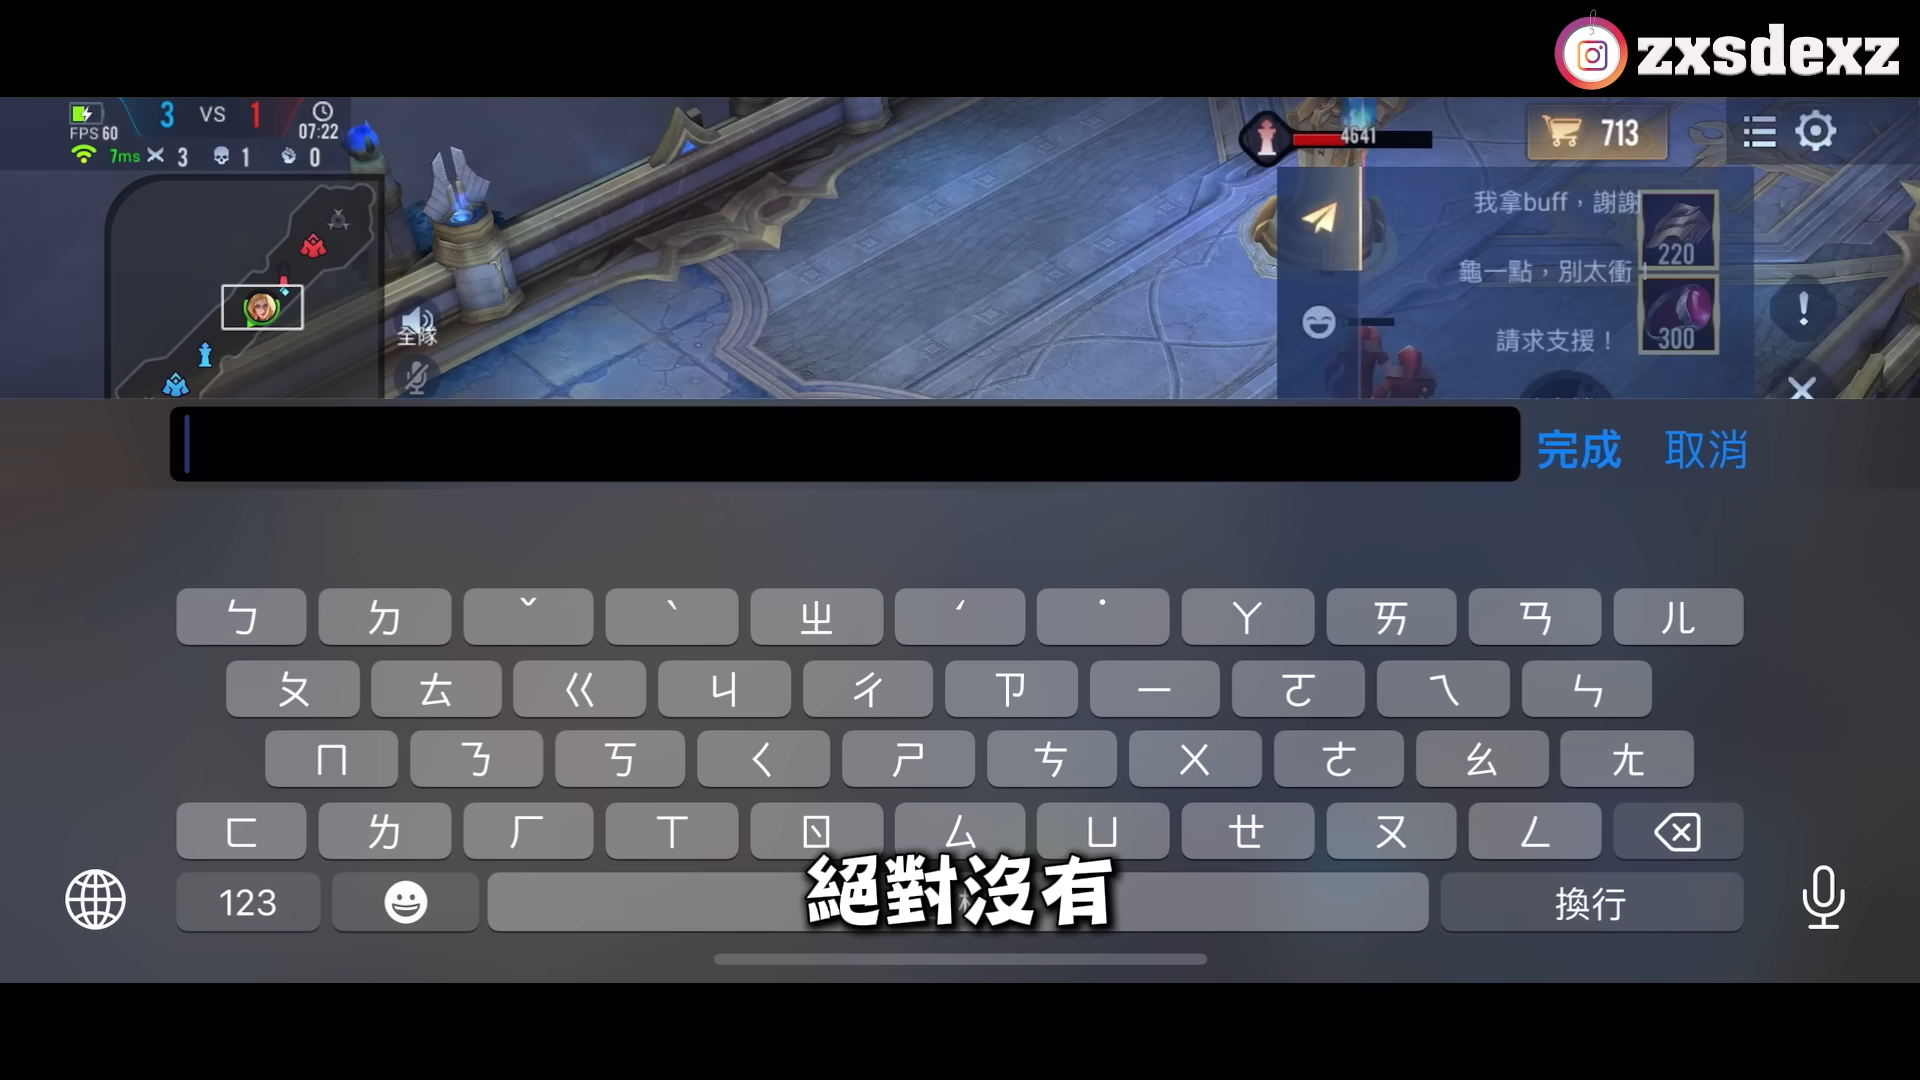 zxsdexz
3 VS 1
FPS 60
07:22
7ms 3 1 0
4641
713
我拿buff,謝謝
220
龜一點,別太衝!
全隊
請求支援!
300
完成 取消
ㄅ ㄉ ˇ ˋ ㄓ ˊ ˙ ㄚ ㄞ ㄢ ㄦ
ㄆ ㄊ ㄍ ㄐ ㄔ ㄗ ㄧ ㄛ ㄟ ㄣ
ㄇ ㄋ ㄎ ㄑ ㄕ ㄘ ㄨ ㄜ ㄠ ㄤ
ㄈ ㄌ ㄏ ㄒ ㄖ ㄙ ㄩ ㄝ ㄡ ㄥ
123 換行
絕對沒有